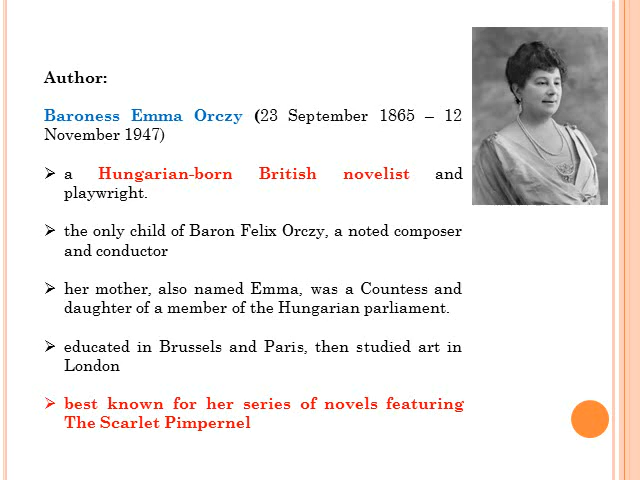 Author:
Baroness Emma Orczy (23 September 1865 – 12
November 1947)
➢ a Hungarian-born British novelist and
playwright.
➢ the only child of Baron Felix Orczy, a noted composer
and conductor
➢ her mother, also named Emma, was a Countess and
daughter of a member of the Hungarian parliament.
➢ educated in Brussels and Paris, then studied art in
London
➢ best known for her series of novels featuring
The Scarlet Pimpernel